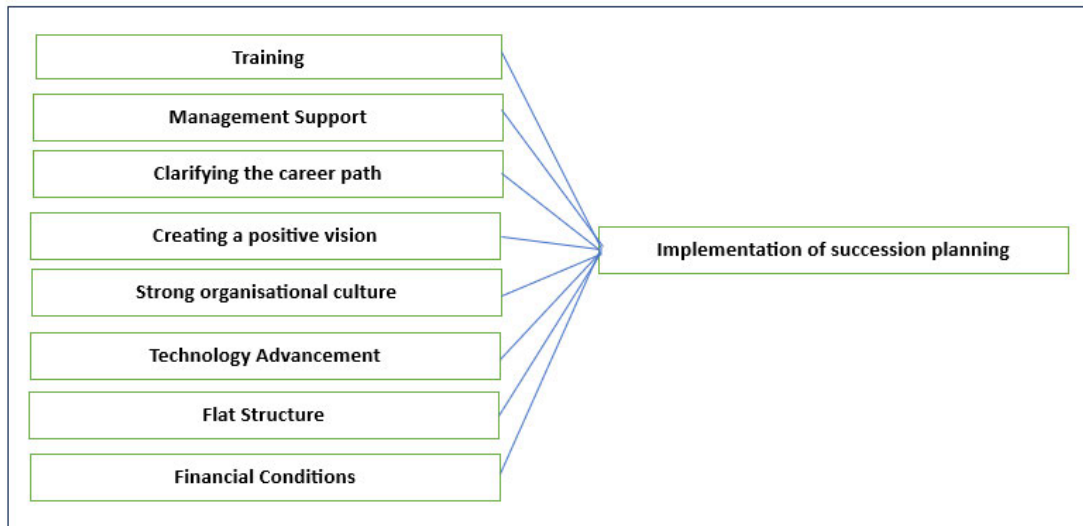 Training
Management Support
Clarifying the career path
Creating a positive vision
Implementation of succession planning
Strong organisational culture
Technology Advancement
Flat Structure
Financial Conditions